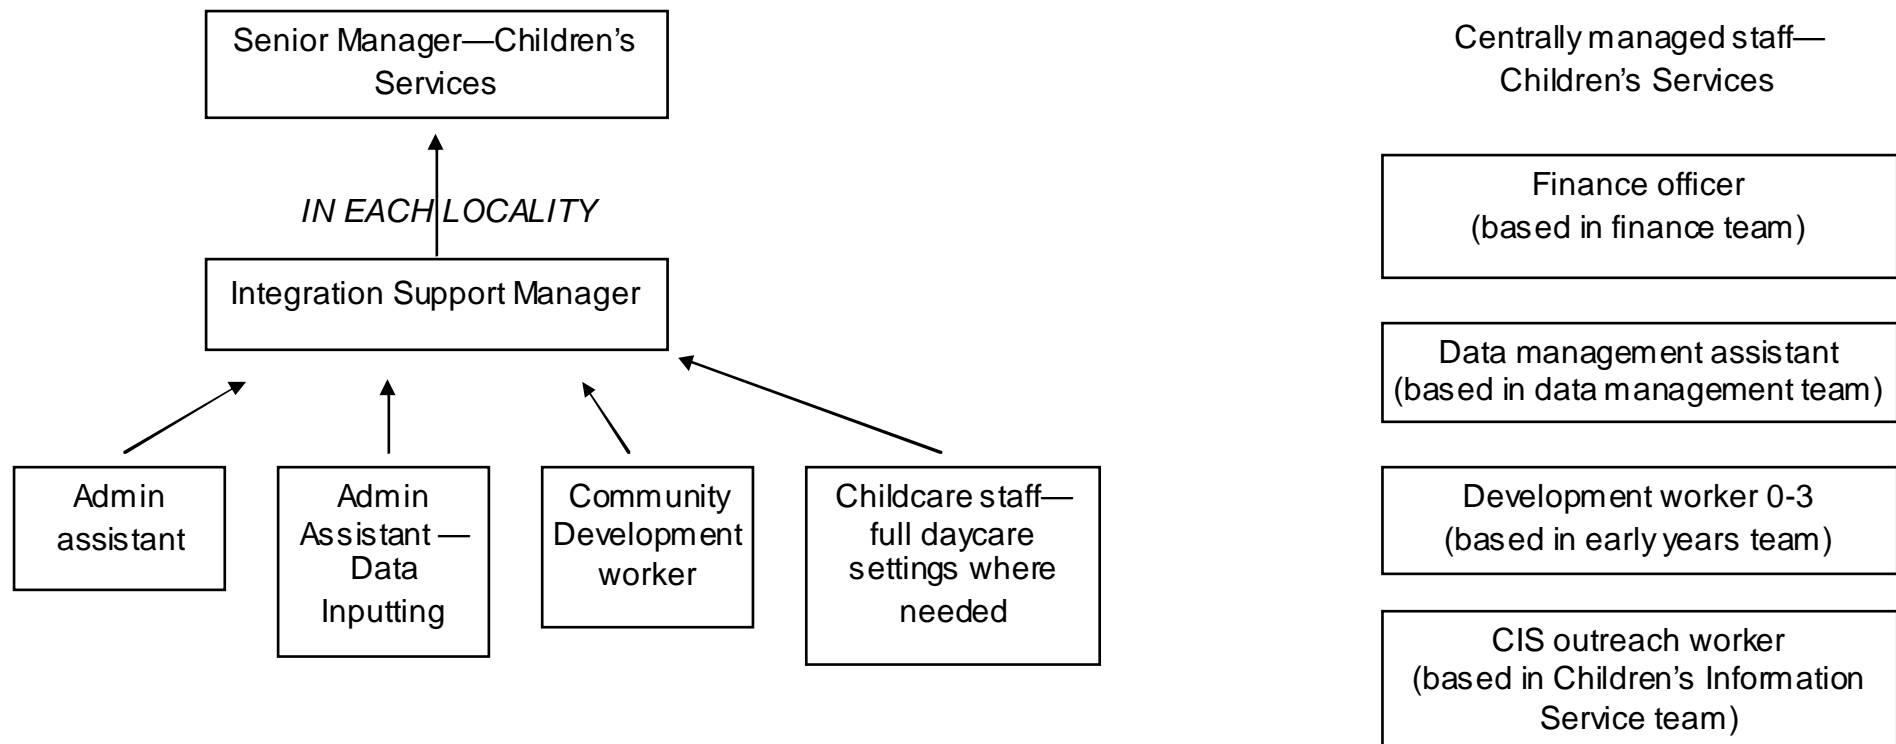 Senior Manager—Children’s
Services
IN EACH LOCALITY
Integration Support Manager
Admin
assistant
Admin
Assistant —
Data
Inputting
Community
Development
worker
Childcare staff—
full daycare
settings where
needed
Centrally managed staff—
Children’s Services
Finance officer
(based in finance team)
Data management assistant
(based in data management team)
Development worker 0-3
(based in early years team)
CIS outreach worker
(based in Children’s Information
Service team)